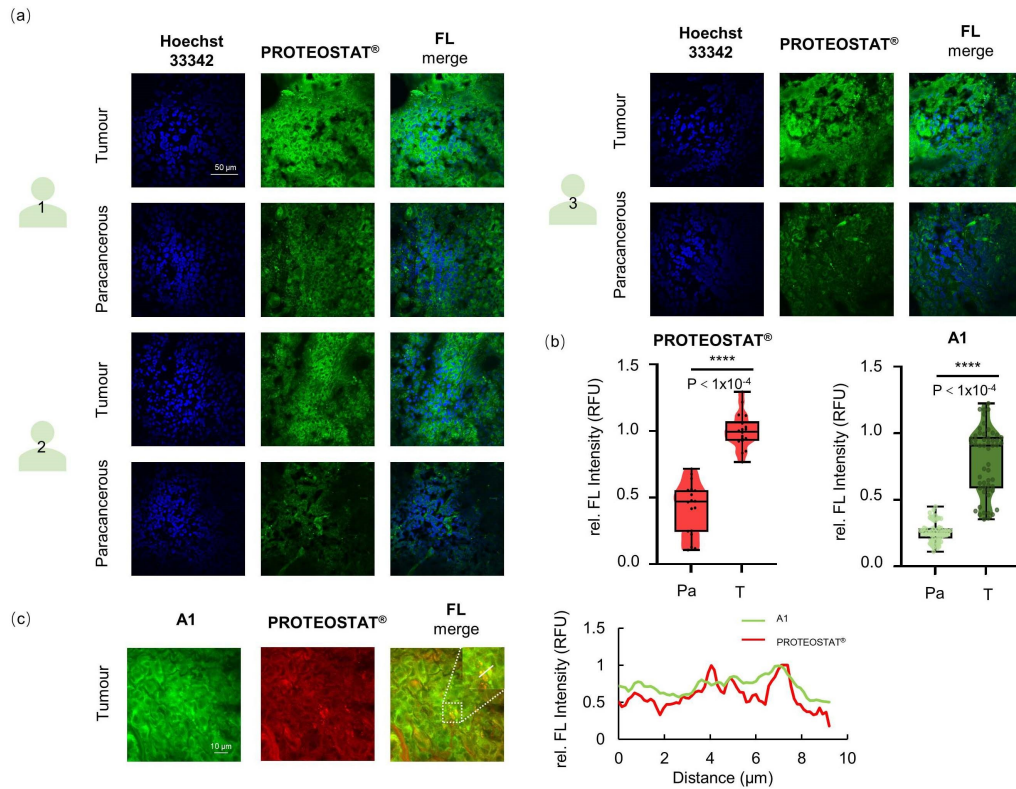 (a)
Hoechst
33342
PROTEOSTAT®
FL
merge
Tumour
50 µm
1
Paracancerous
Tumour
2
Paracancerous
Hoechst
33342
PROTEOSTAT®
FL
merge
Tumour
3
Paracancerous
(b)
PROTEOSTAT®
rel. FL Intensity (RFU)
1.5
1.0
0.5
0.0
****
P < 1x10⁻⁴
Pa
T
A1
rel. FL Intensity (RFU)
1.5
1.0
0.5
0.0
****
P < 1x10⁻⁴
Pa
T
(c)
A1
PROTEOSTAT®
FL
merge
Tumour
10 µm
A1
PROTEOSTAT®
rel. FL Intensity (RFU)
1.5
1
0.5
0
0 2 4 6 8 10
Distance (µm)